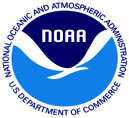 NATIONAL OCEANIC AND ATMOSPHERIC ADMINISTRATION
NOAA
U.S. DEPARTMENT OF COMMERCE